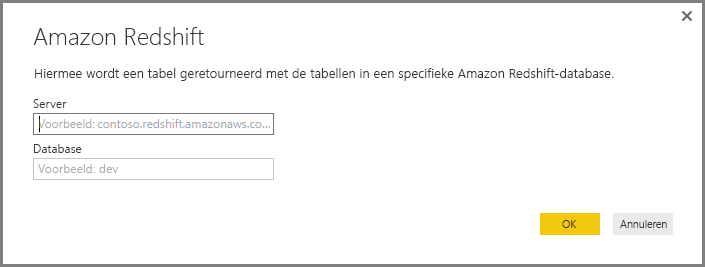 Amazon Redshift
Hiermee wordt een tabel geretourneerd met de tabellen in een specifieke Amazon Redshift-database.
Server
Voorbeeld: contoso.redshift.amazonaws.co...
Database
Voorbeeld: dev
OK
Annuleren